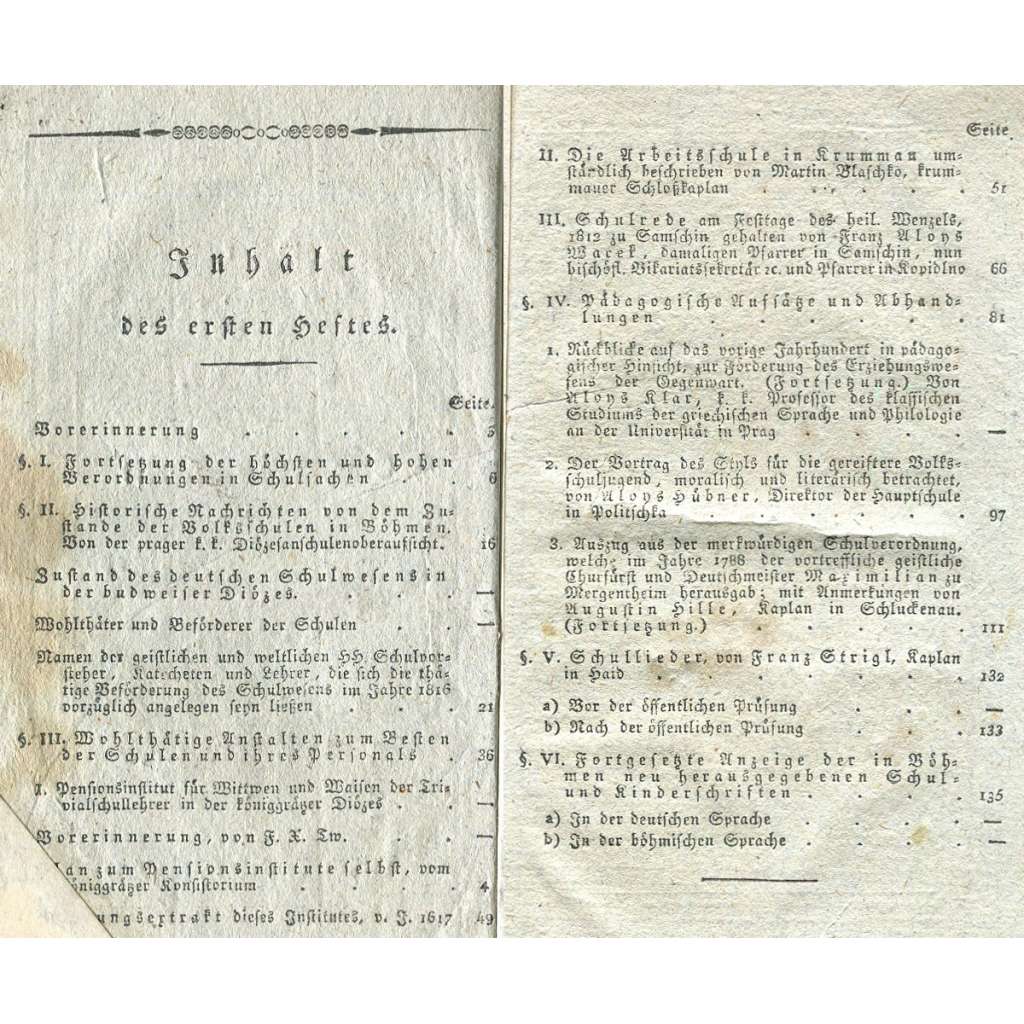 Inhalt
des ersten Heftes.
Seite.
Vorerinnerung . . . . . 5
§. I. Fortsetzung der höchsten und hohen
Verordnungen in Schulsachen . . . 6
§. II. Historische Nachrichten von dem Zu-
stande der Volksschulen in Böhmen.
Von der prager k. k. Diözesanschulenoberaufsicht. 16
Zustand des deutschen Schulwesens in
der budweiser Diözes. . . . . —
Wohlthäter und Beförderer der Schulen . . —
Namen der geistlichen und weltlichen HH. Schulvor-
steher, Katecheten und Lehrer, die sich die thä-
tige Beförderung des Schulwesens im Jahre 1816
vorzüglich angelegen seyn ließen . . . 21
§. III. Wohlthätige Anstalten zum Besten
der Schulen und ihres Personals . 36
I. Pensionsinstitut für Wittwen und Waisen der Tri-
vialschullehrer in der königgrätzer Diözes . . —
Vorerinnerung, von F. X. Tw. . . —
zum Pensionsinstitute selbst, vom
Konsistorium . . . . 4
dieses Institutes, v. J. 1617 49
Seite.
II. Die Arbeitsschule in Krummau um-
ständlich beschrieben von Martin Blaschko, krum-
mauer Schloßkaplan . . . . . 51
III. Schulrede am Festtage des heil. Wenzels,
1812 zu Samschin gehalten von Franz Aloys
Wacek, damaligen Pfarrer in Samschin, nun
bischöfl. Vikariatssekretär ꝛc. und Pfarrer in Kopidlno 66
§. IV. Pädagogische Aufsätze und Abhand-
lungen . . . . . . . 81
1. Rückblicke auf das vorige Jahrhundert in pädago-
gischer Hinsicht, zur Förderung des Erziehungswe-
sens der Gegenwart. (Fortsetzung.) Von
Aloys Klar, k. k. Professor des klassischen
Studiums der griechischen Sprache und Philologie
an der Universität in Prag . . . . —
2. Der Vortrag des Styls für die gereiftere Volks-
schuljugend, moralisch und literärisch betrachtet,
von Aloys Hübner, Direktor der Hauptschule
in Politschka . . . . . . 97
3. Auszug aus der merkwürdigen Schulverordnung,
welche im Jahre 1788 der vortreffliche geistliche
Churfürst und Deutschmeister Maximilian zu
Mergentheim herausgab; mit Anmerkungen von
Augustin Hille, Kaplan in Schluckenau.
(Fortsetzung.) . . . . . 111
§. V. Schullieder, von Franz Strigl, Kaplan
in Haid . . . . . . . 132
a) Vor der öffentlichen Prüfung . . . —
b) Nach der öffentlichen Prüfung . . . 133
§. VI. Fortgesetzte Anzeige der in Böh-
men neu herausgegebenen Schul-
und Kinderschriften . . . . . 135
a) In der deutschen Sprache . . . . —
b) In der böhmischen Sprache . . . . —